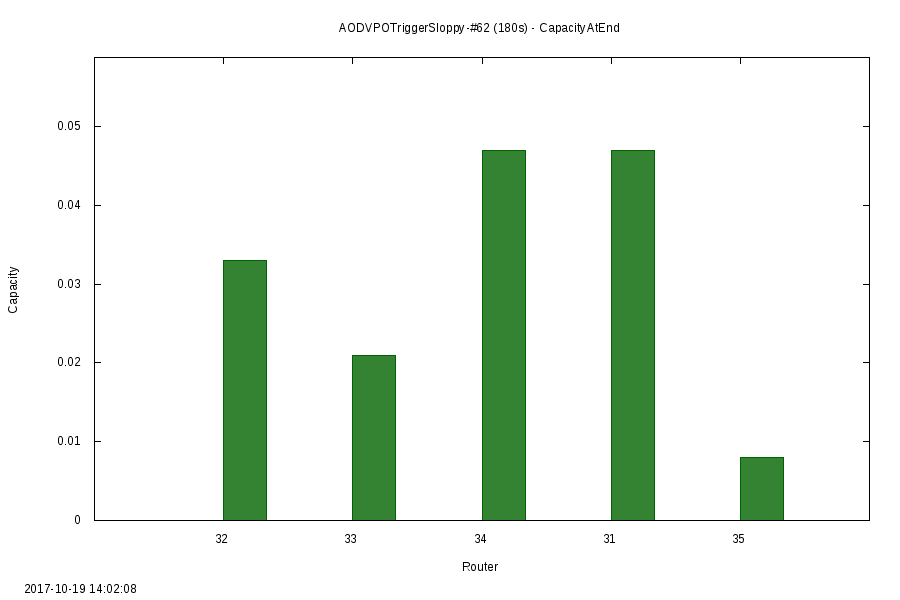 AODVPOTriggerSloppy-#62 (180s) - CapacityAtEnd
0.05
0.04
0.03
0.02
0.01
0
Capacity
32 33 34 31 35
Router
2017-10-19 14:02:08